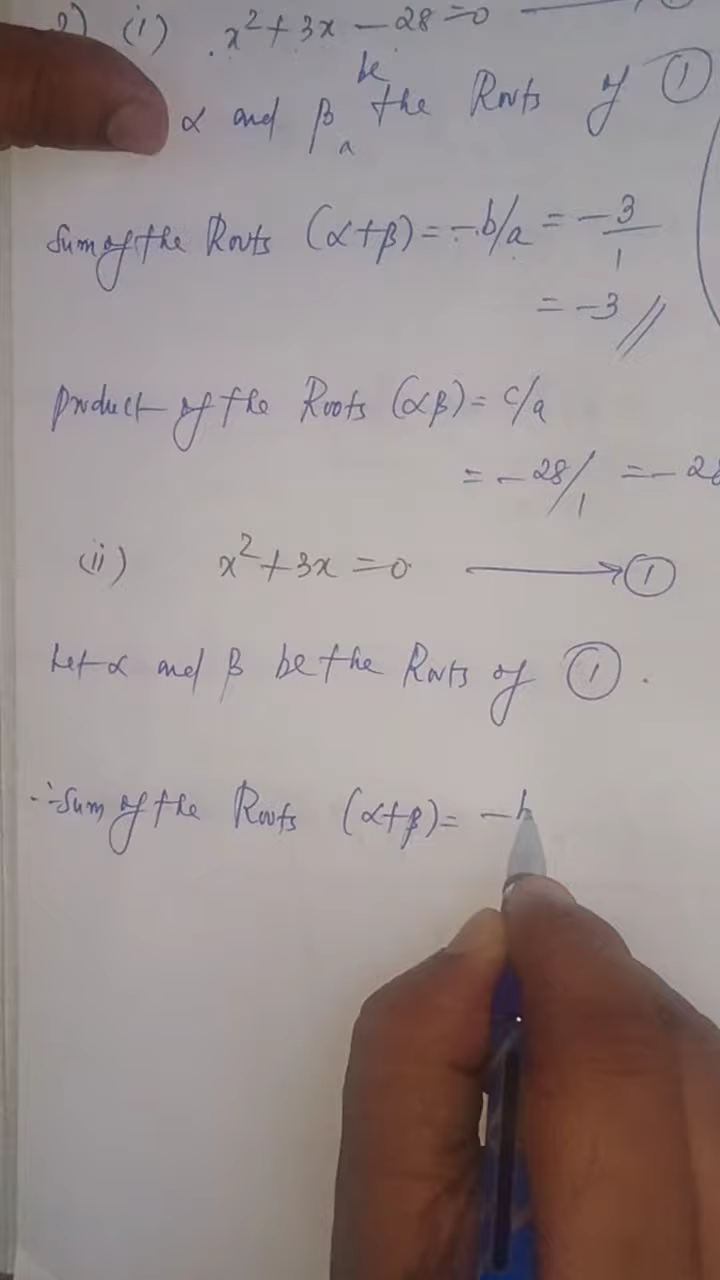 (i) x² + 3x - 28 = 0
α and β be the Roots of ①
Sum of the Roots (α+β) = -b/a = -3/1
= -3 //
Product of the Roots (αβ) = c/a
= -28/1 = -28
(ii) x² + 3x = 0 → ①
Let α and β be the Roots of ①.
∴ Sum of the Roots (α+β) = -b